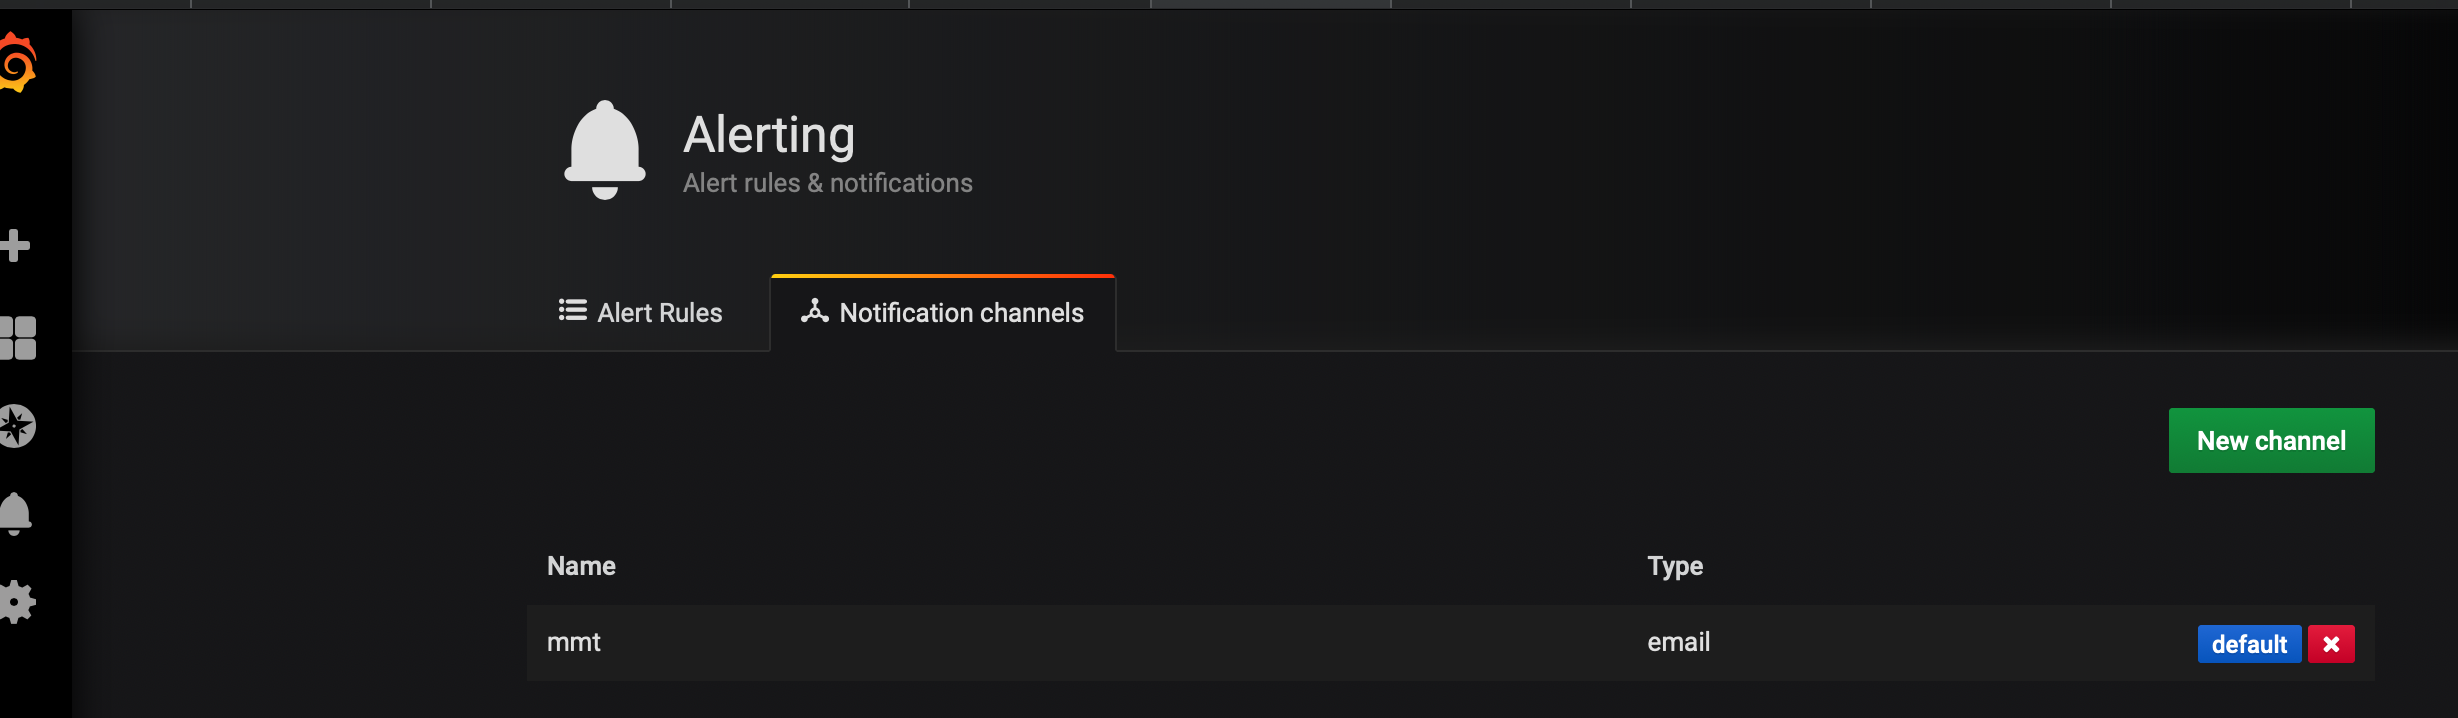 Alerting
Alert rules & notifications
Alert Rules
Notification channels
New channel
Name Type
mmt email default